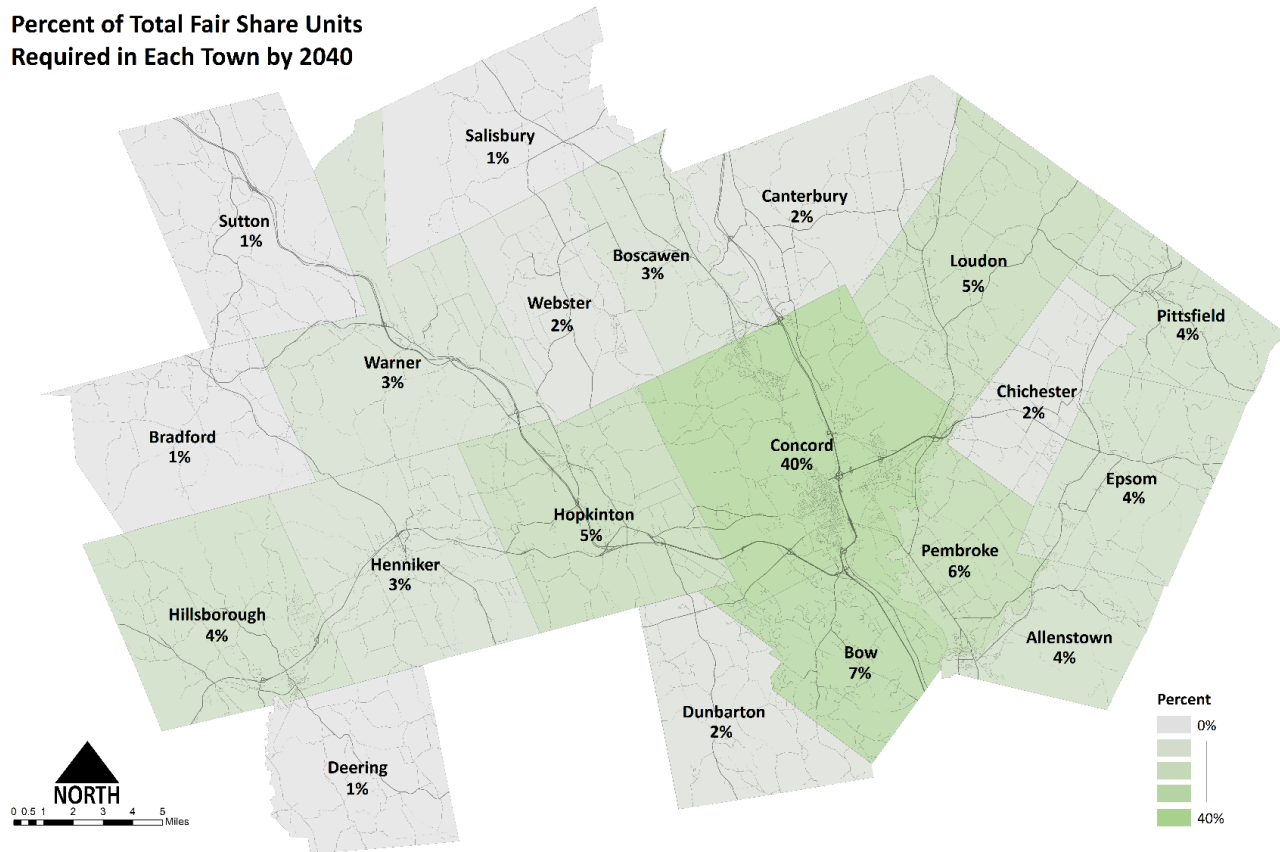 Percent of Total Fair Share Units
Required in Each Town by 2040
Salisbury
1%
Canterbury
2%
Sutton
1%
Boscawen
3%
Loudon
5%
Webster
2%
Pittsfield
4%
Warner
3%
Chichester
2%
Bradford
1%
Concord
40%
Epsom
4%
Hopkinton
5%
Pembroke
6%
Henniker
3%
Hillsborough
4%
Allenstown
4%
Bow
7%
Dunbarton
2%
Deering
1%
Percent
0%
40%
NORTH
0 0.5 1 2 3 4 5
Miles